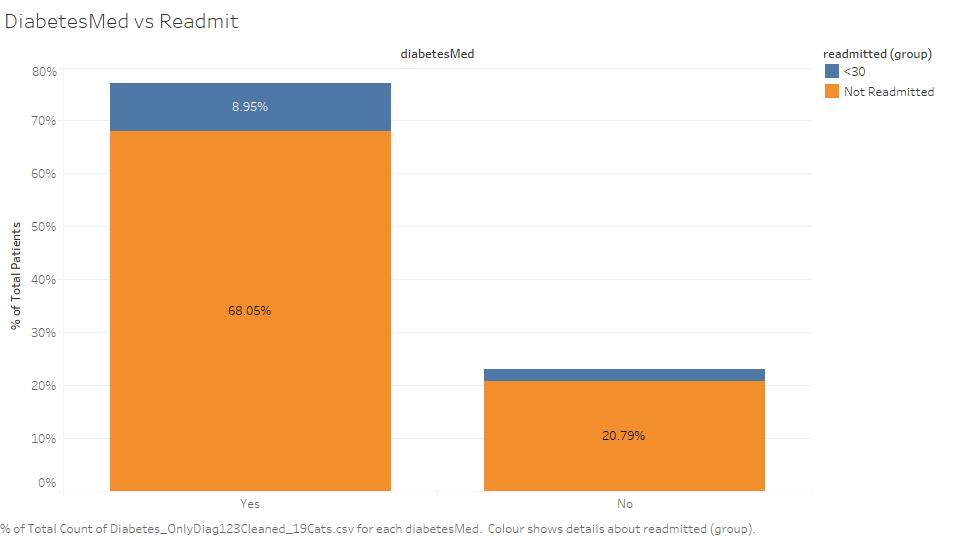 DiabetesMed vs Readmit
diabetesMed
readmitted (group)
<30
Not Readmitted
80%
70%
60%
50%
40%
30%
20%
10%
0%
% of Total Patients
8.95%
68.05%
20.79%
Yes
No
% of Total Count of Diabetes_OnlyDiag123Cleaned_19Cats.csv for each diabetesMed. Colour shows details about readmitted (group).